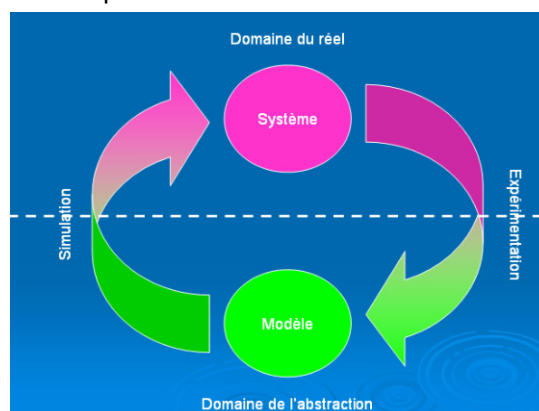 Domaine du réel
Système
Simulation
Expérimentation
Modèle
Domaine de l'abstraction